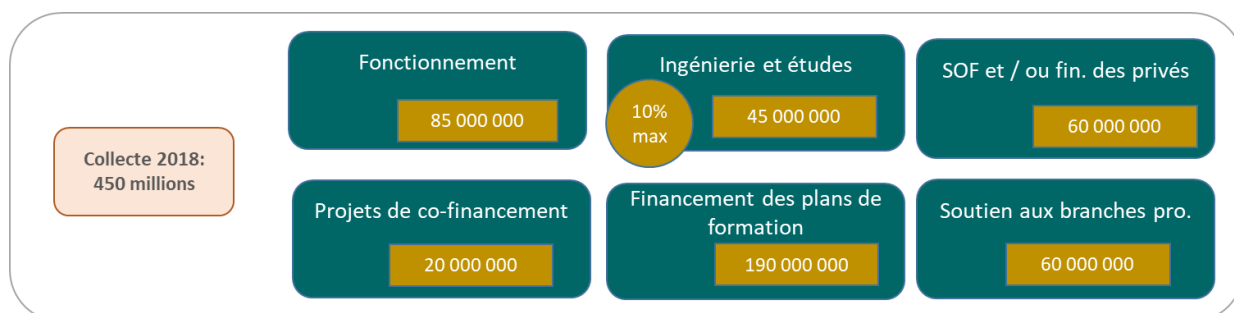 Collecte 2018:
450 millions
Fonctionnement
85 000 000
Ingénierie et études
10%
max
45 000 000
SOF et / ou fin. des privés
60 000 000
Projets de co-financement
20 000 000
Financement des plans de
formation
190 000 000
Soutien aux branches pro.
60 000 000